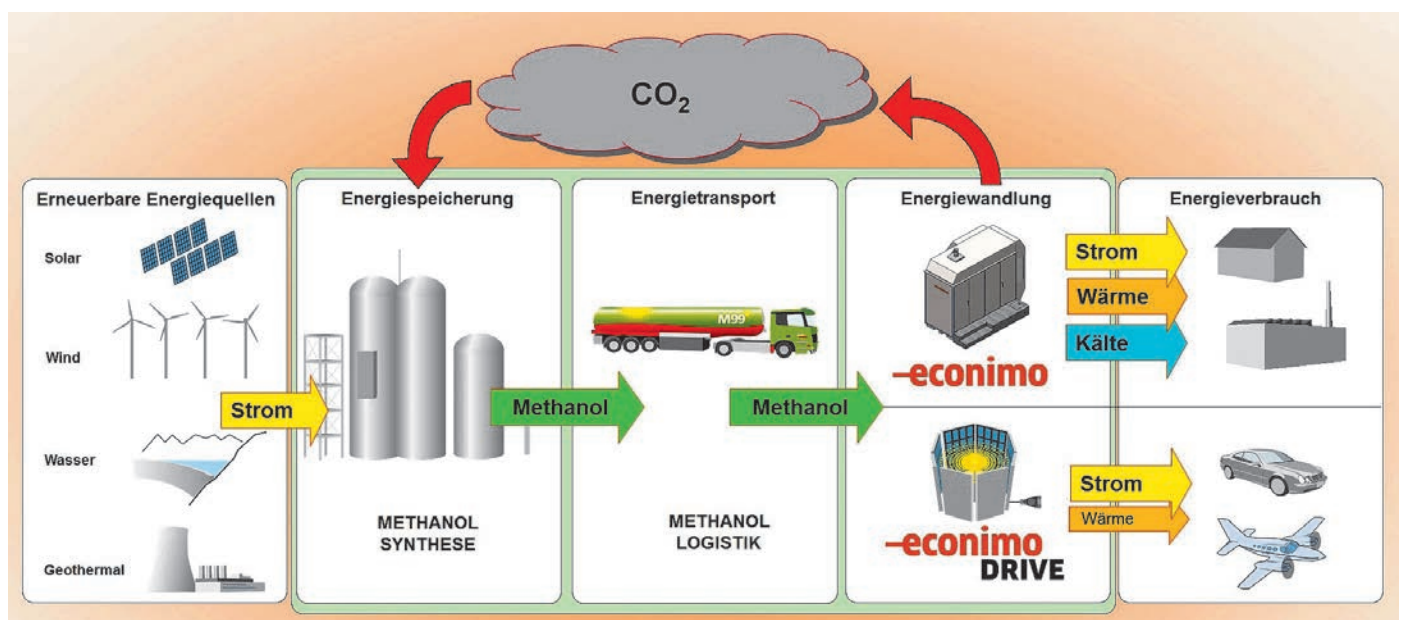 CO₂
Erneuerbare Energiequellen
Solar
Wind
Wasser
Geothermal
Strom
Energiespeicherung
METHANOL
SYNTHESE
Methanol
Energietransport
M99
METHANOL
LOGISTIK
Methanol
Energiewandlung
econimo
econimo
DRIVE
Strom
Wärme
Kälte
Strom
Wärme
Energieverbrauch